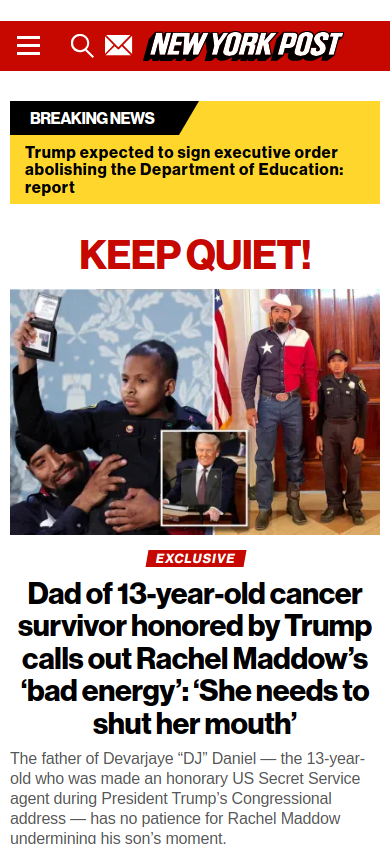 NEW YORK POST
BREAKING NEWS
Trump expected to sign executive order
abolishing the Department of Education:
report
KEEP QUIET!
EXCLUSIVE
Dad of 13-year-old cancer
survivor honored by Trump
calls out Rachel Maddow’s
‘bad energy’: ‘She needs to
shut her mouth’
The father of Devarjaye “DJ” Daniel — the 13-year-
old who was made an honorary US Secret Service
agent during President Trump’s Congressional
address — has no patience for Rachel Maddow
undermining his son’s moment.